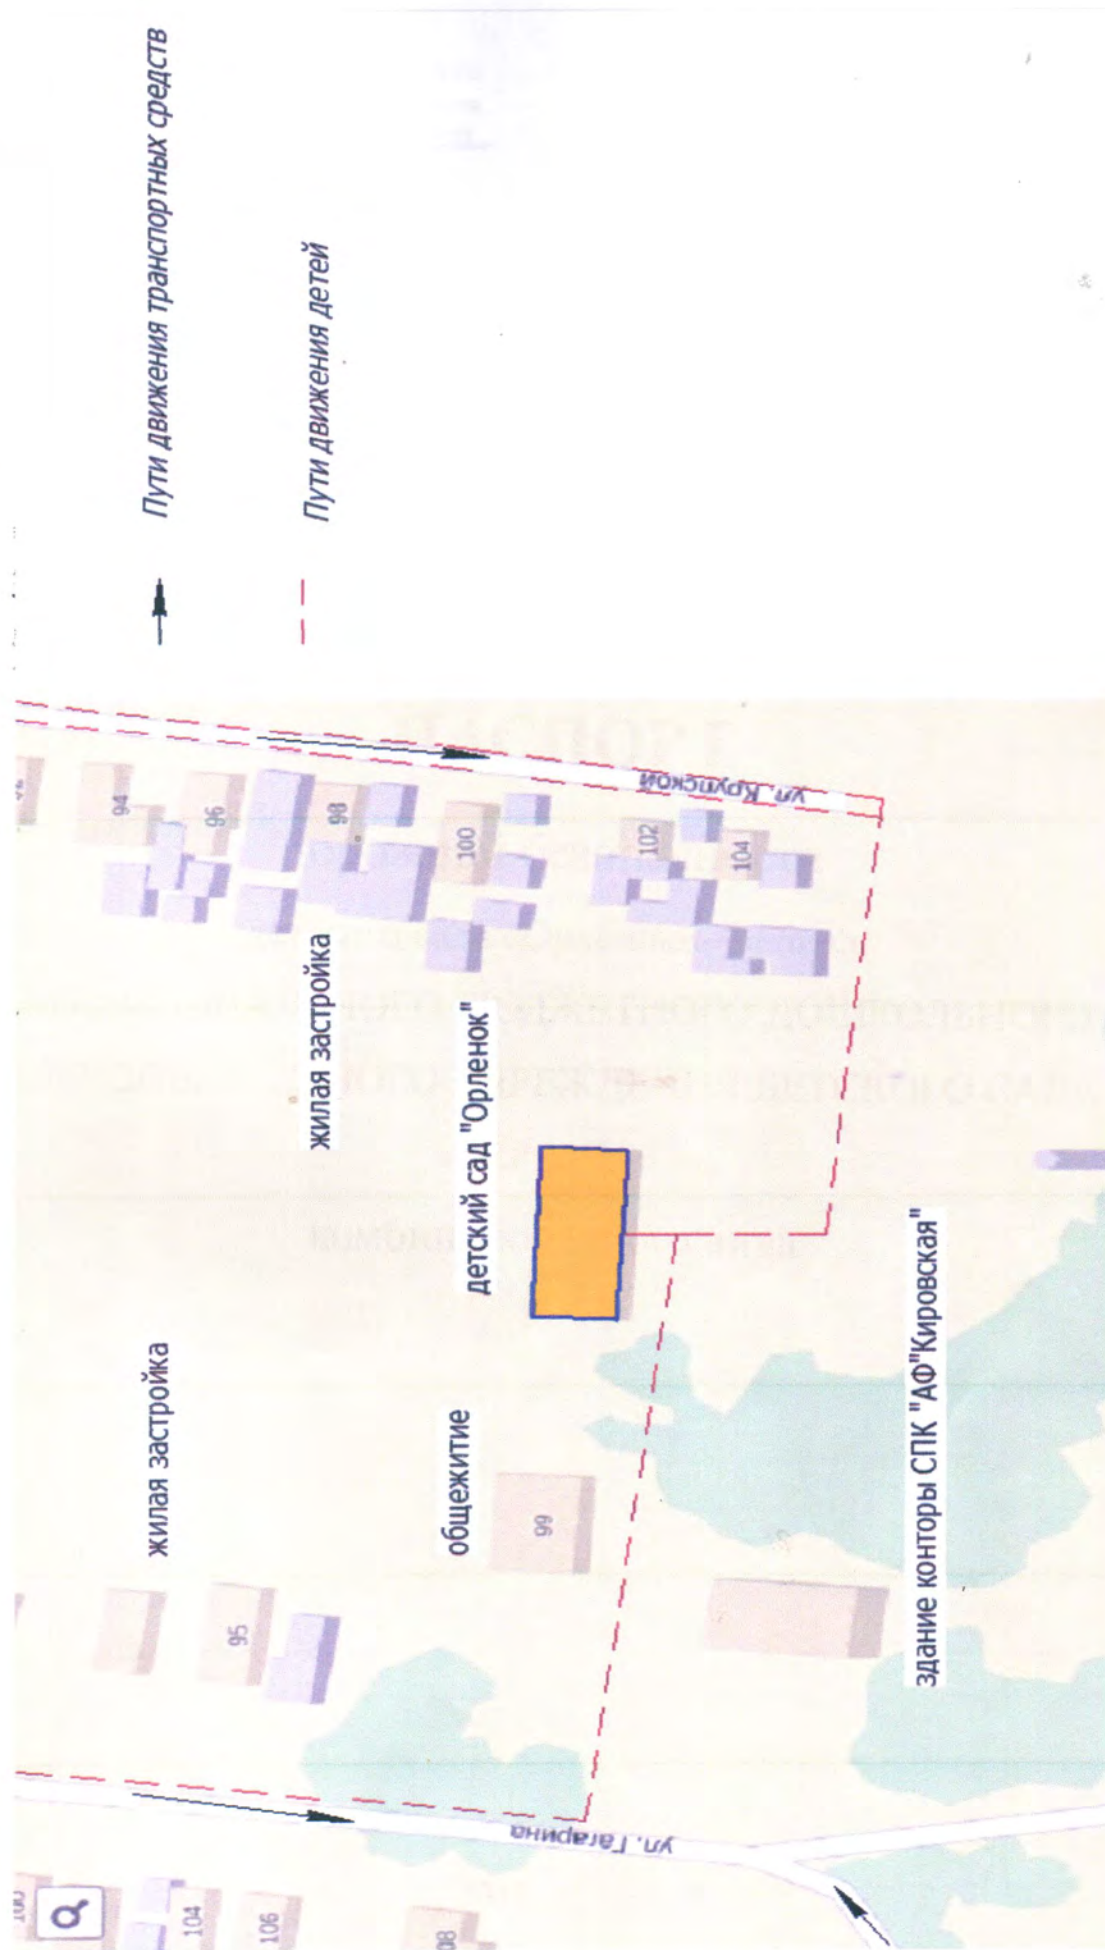 Пути движения транспортных средств
Пути движения детей
94
96
98
100
102
104
ул. Крупской
жилая застройка
детский сад "Орленок"
жилая застройка
общежитие
99
95
здание конторы СПК "АФ"Кировская"
ул. Гагарина
104
106